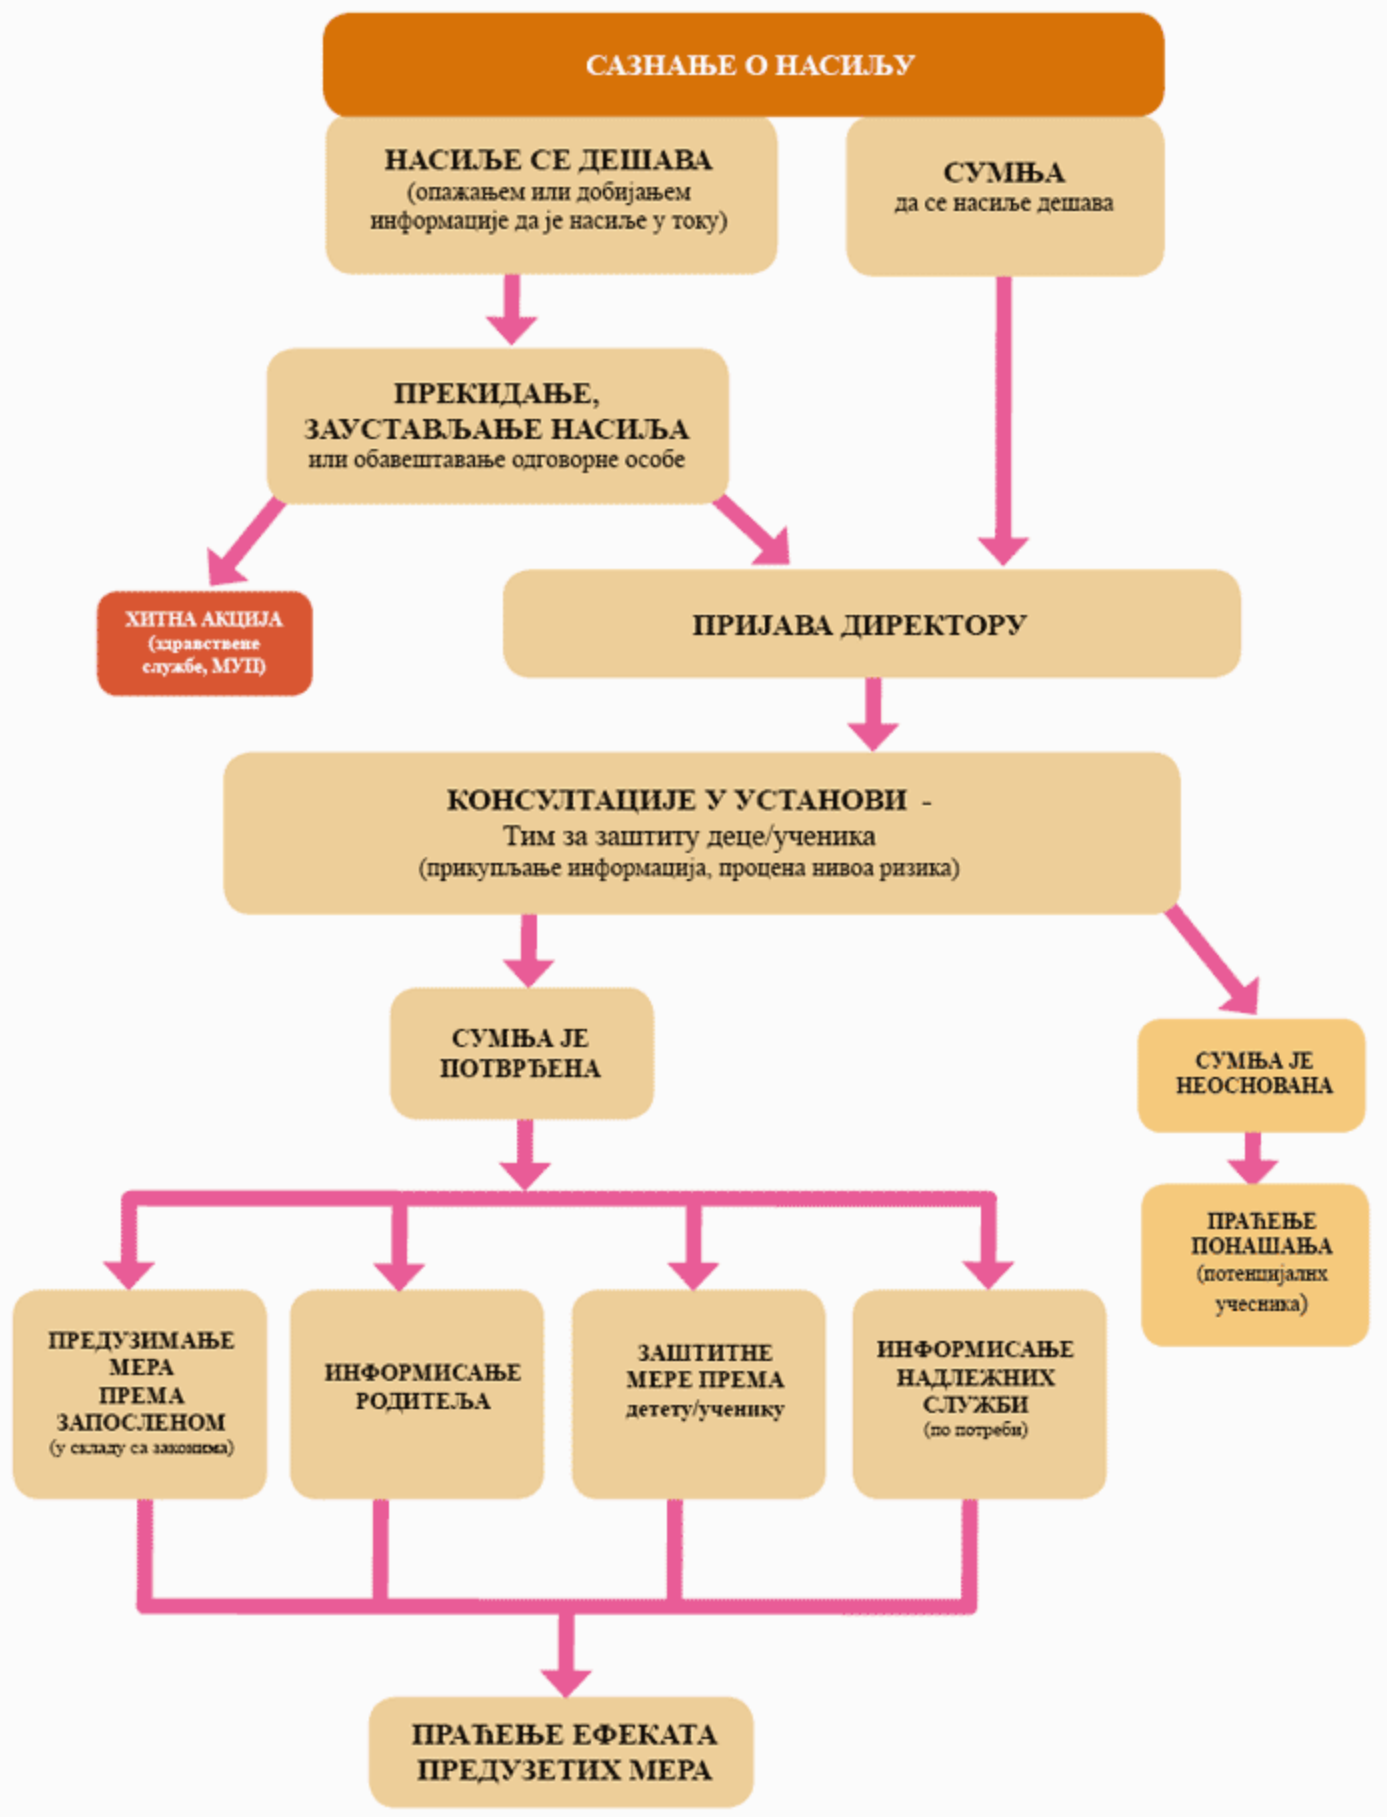 САЗНАЊЕ О НАСИЉУ
НАСИЉЕ СЕ ДЕШАВА
(опажањем или добијањем
информације да је насиље у току)
СУМЊА
да се насиље дешава
ПРЕКИДАЊЕ,
ЗАУСТАВЉАЊЕ НАСИЉА
или обавештавање одговорне особе
ХИТНА АКЦИЈА
(здравствене
службе, МУП)
ПРИЈАВА ДИРЕКТОРУ
КОНСУЛТАЦИЈЕ У УСТАНОВИ -
Тим за заштиту деце/ученика
(прикупљање информација, процена нивоа ризика)
СУМЊА ЈЕ
ПОТВРЂЕНА
СУМЊА ЈЕ
НЕОСНОВАНА
ПРАЋЕЊЕ
ПОНАШАЊА
(потенцијалнх
учесника)
ПРЕДУЗИМАЊЕ
МЕРА
ПРЕМА
ЗАПОСЛЕНОМ
(у складу са законима)
ИНФОРМИСАЊЕ
РОДИТЕЉА
ЗАШТИТНЕ
МЕРЕ ПРЕМА
детету/ученику
ИНФОРМИСАЊЕ
НАДЛЕЖНИХ
СЛУЖБИ
(по потреби)
ПРАЋЕЊЕ ЕФЕКАТА
ПРЕДУЗЕТИХ МЕРА